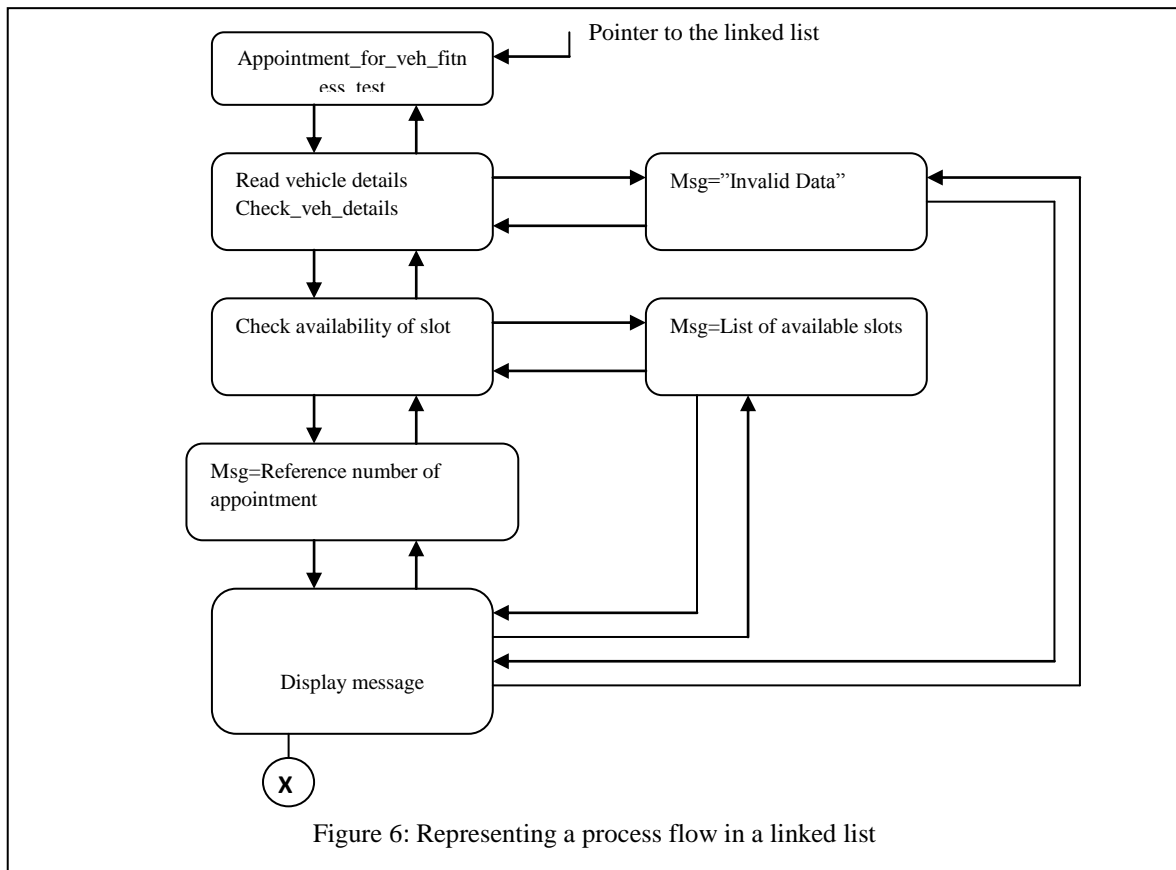 Pointer to the linked list
Appointment_for_veh_fitn
ess_test
Read vehicle details
Check_veh_details
Msg=”Invalid Data”
Check availability of slot
Msg=List of available slots
Msg=Reference number of
appointment
Display message
X
Figure 6: Representing a process flow in a linked list